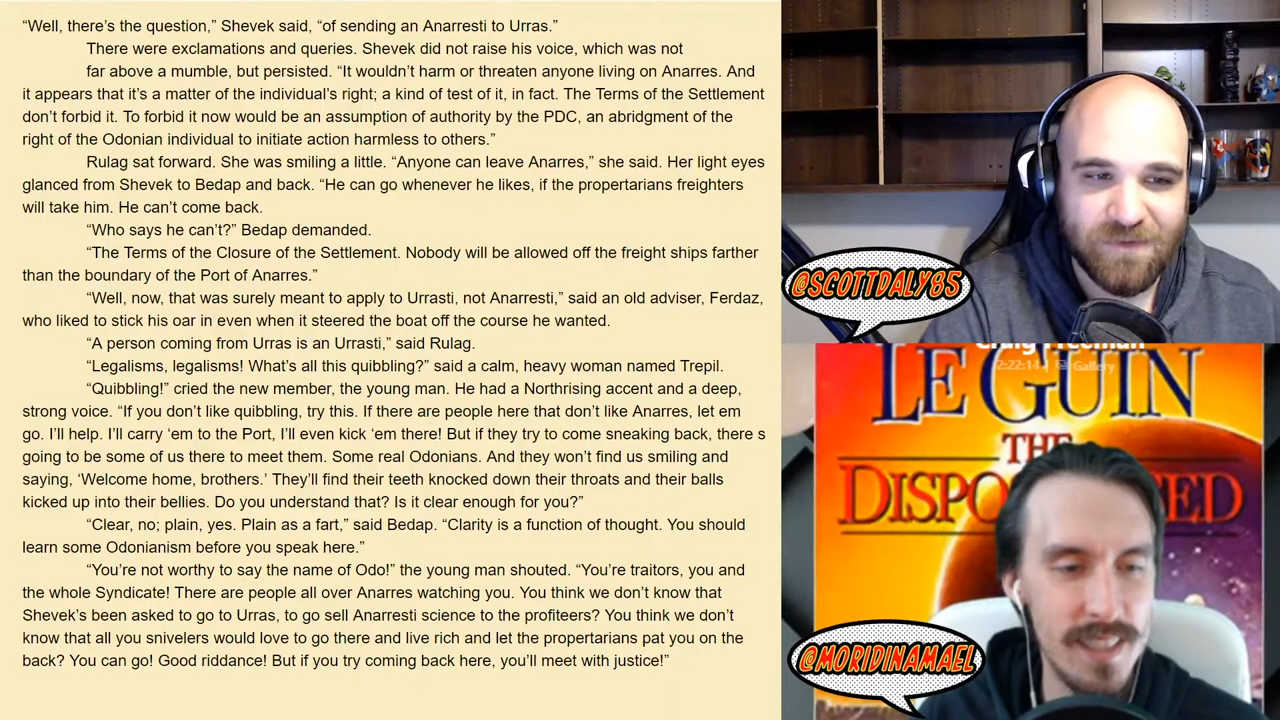 “Well, there’s the question,” Shevek said, “of sending an Anarresti to Urras.”
There were exclamations and queries. Shevek did not raise his voice, which was not
far above a mumble, but persisted. “It wouldn’t harm or threaten anyone living on Anarres. And
it appears that it’s a matter of the individual’s right; a kind of test of it, in fact. The Terms of the Settlement
don’t forbid it. To forbid it now would be an assumption of authority by the PDC, an abridgment of the
right of the Odonian individual to initiate action harmless to others.”
Rulag sat forward. She was smiling a little. “Anyone can leave Anarres,” she said. Her light eyes
glanced from Shevek to Bedap and back. “He can go whenever he likes, if the propertarians freighters
will take him. He can’t come back.
“Who says he can’t?” Bedap demanded.
“The Terms of the Closure of the Settlement. Nobody will be allowed off the freight ships farther
than the boundary of the Port of Anarres.”
“Well, now, that was surely meant to apply to Urrasti, not Anarresti,” said an old adviser, Ferdaz,
who liked to stick his oar in even when it steered the boat off the course he wanted.
“A person coming from Urras is an Urrasti,” said Rulag.
“Legalisms, legalisms! What’s all this quibbling?” said a calm, heavy woman named Trepil.
“Quibbling!” cried the new member, the young man. He had a Northrising accent and a deep,
strong voice. “If you don’t like quibbling, try this. If there are people here that don’t like Anarres, let em
go. I’ll help. I’ll carry ‘em to the Port, I’ll even kick ‘em there! But if they try to come sneaking back, there s
going to be some of us there to meet them. Some real Odonians. And they won’t find us smiling and
saying, ‘Welcome home, brothers.’ They’ll find their teeth knocked down their throats and their balls
kicked up into their bellies. Do you understand that? Is it clear enough for you?”
“Clear, no; plain, yes. Plain as a fart,” said Bedap. “Clarity is a function of thought. You should
learn some Odonianism before you speak here.”
“You’re not worthy to say the name of Odo!” the young man shouted. “You’re traitors, you and
the whole Syndicate! There are people all over Anarres watching you. You think we don’t know that
Shevek’s been asked to go to Urras, to go sell Anarresti science to the profiteers? You think we don’t
know that all you snivelers would love to go there and live rich and let the propertarians pat you on the
back? You can go! Good riddance! But if you try coming back here, you’ll meet with justice!”
@SCOTTDALY85
Craig Freeman
2:22:14 Gallery
LE GUIN
THE
@MORIDINAMAEL